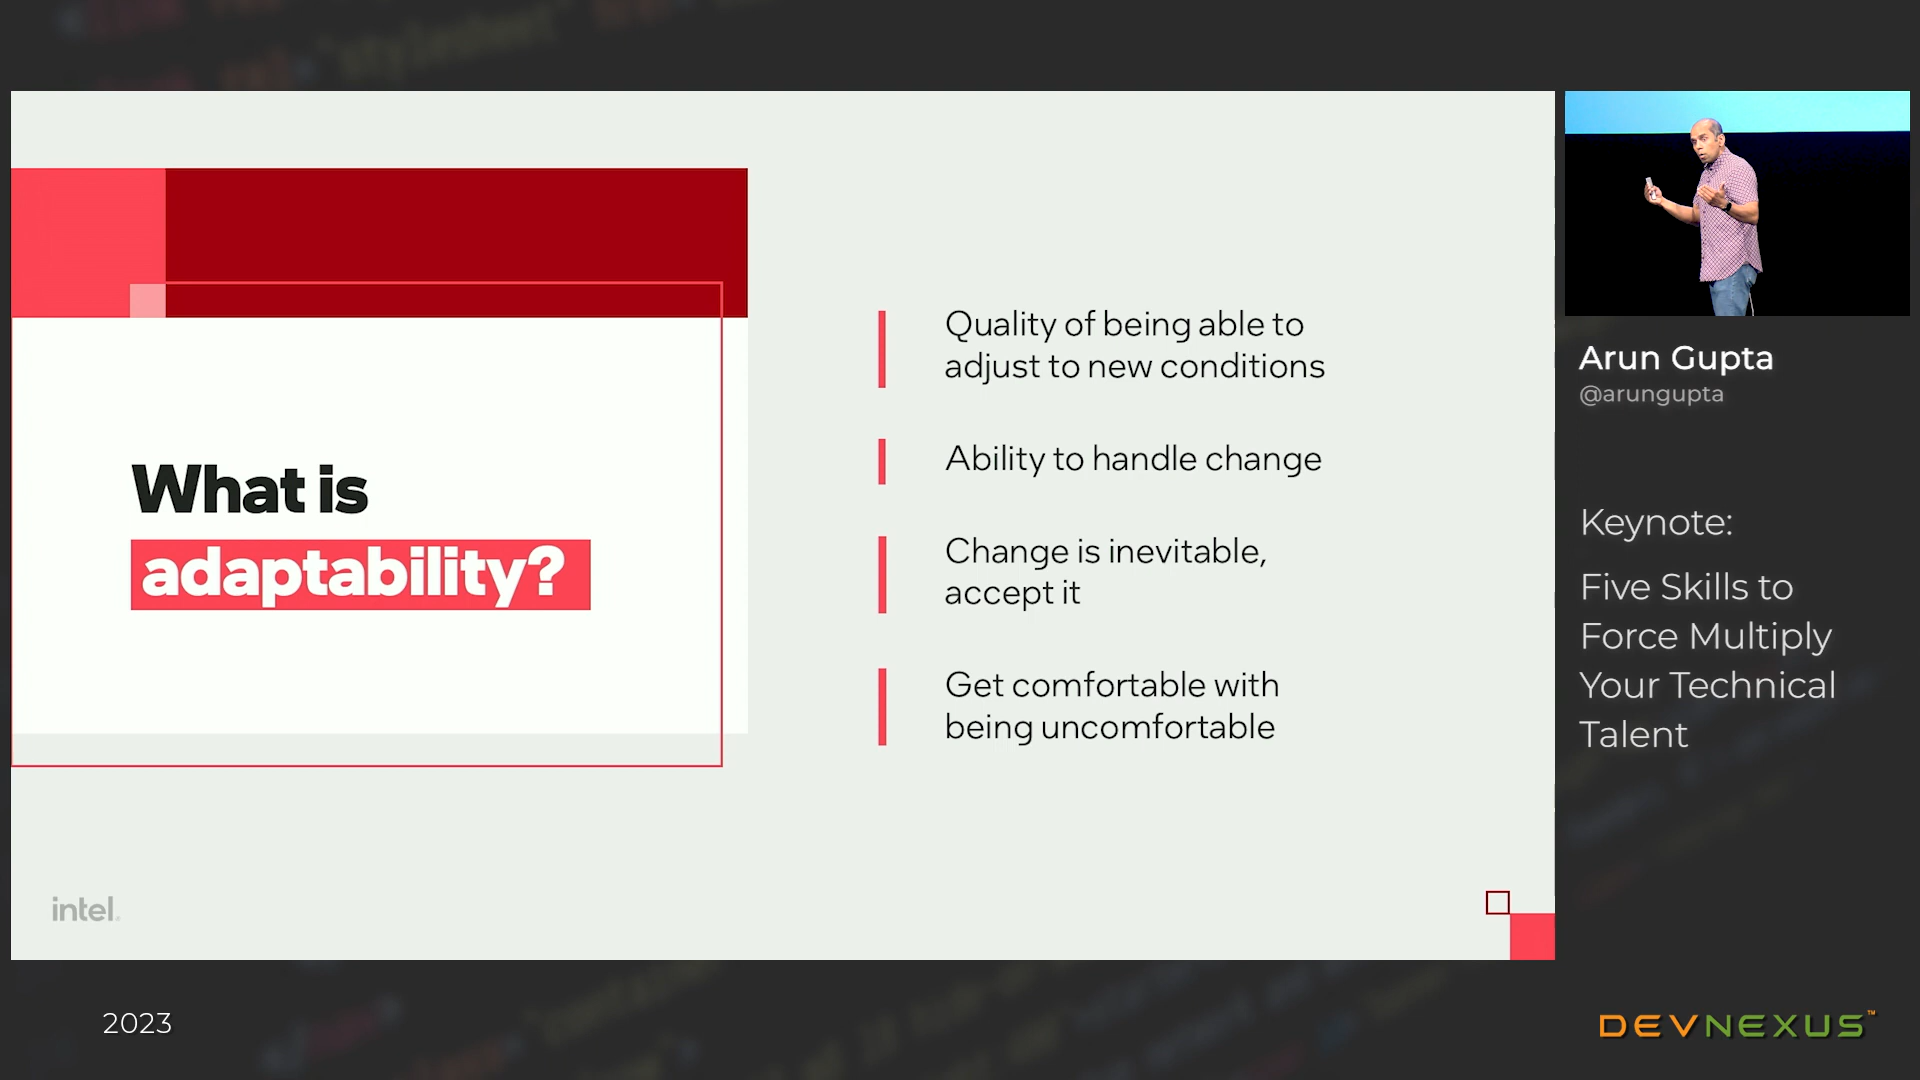 What is
adaptability?
Quality of being able to
adjust to new conditions
Ability to handle change
Change is inevitable,
accept it
Get comfortable with
being uncomfortable
intel.
Arun Gupta
@arungupta
Keynote:
Five Skills to
Force Multiply
Your Technical
Talent
2023
DEVNEXUS™